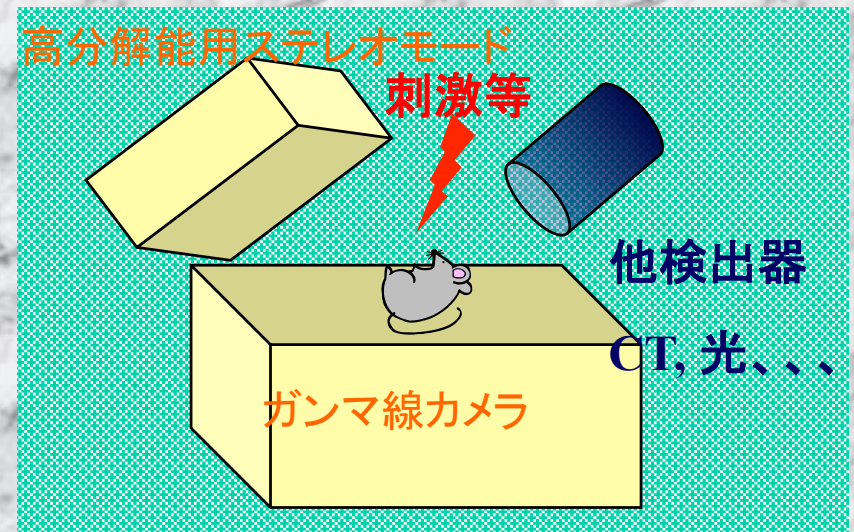 高分解能用ステレオモード
刺激等
他検出器
CT, 光、、、
ガンマ線カメラ